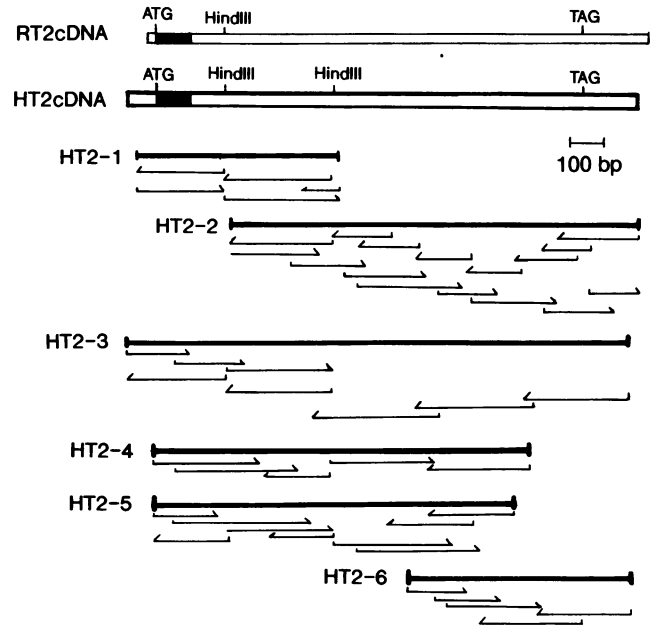 RT2cDNA
ATG HindIII TAG
HT2cDNA
ATG HindIII HindIII TAG
100 bp
HT2-1
HT2-2
HT2-3
HT2-4
HT2-5
HT2-6